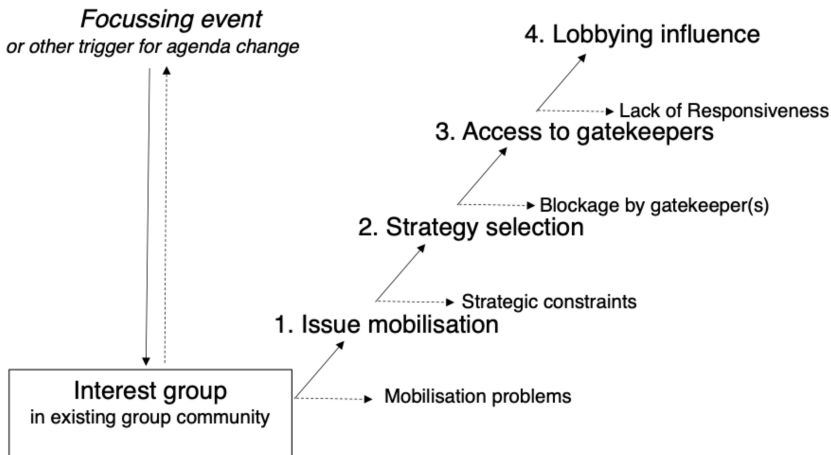 Focussing event
or other trigger for agenda change
4. Lobbying influence
Lack of Responsiveness
3. Access to gatekeepers
Blockage by gatekeeper(s)
2. Strategy selection
Strategic constraints
1. Issue mobilisation
Interest group
in existing group community
Mobilisation problems